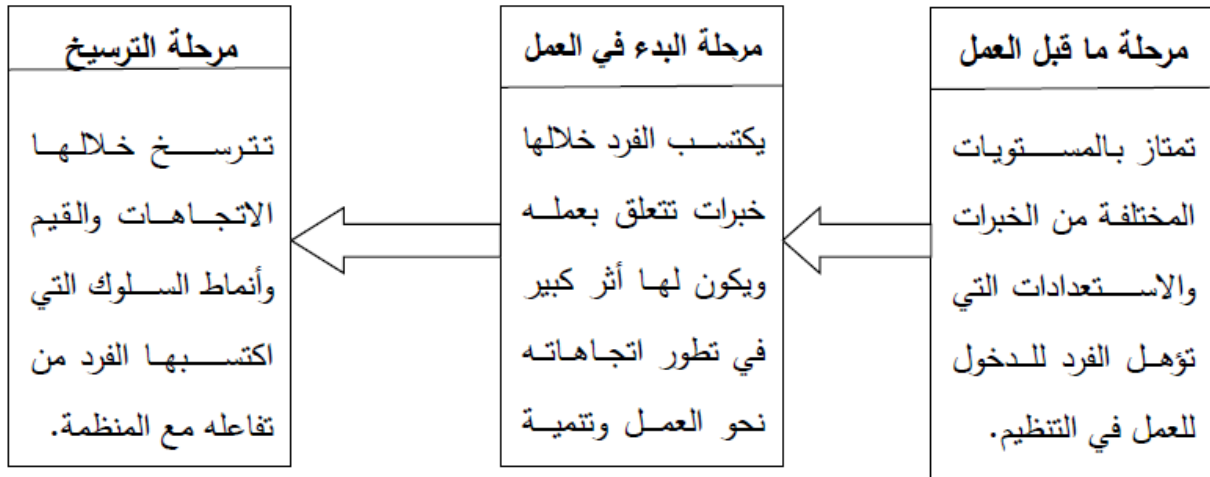 مرحلة ما قبل العمل
تمتاز بالمستويات
المختلفة من الخبرات
والاستعدادات التي
تؤهل الفرد للدخول
للعمل في التنظيم.
مرحلة البدء في العمل
يكتسب الفرد خلالها
خبرات تتعلق بعمله
ويكون لها أثر كبير
في تطور اتجاهاته
نحو العمل وتنمية
مرحلة الترسيخ
تترسخ خلالها
الاتجاهات والقيم
وأنماط السلوك التي
اكتسبها الفرد من
تفاعله مع المنظمة.